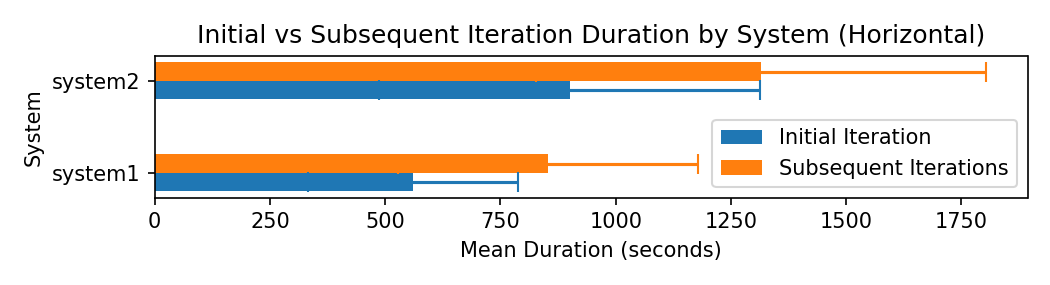 Initial vs Subsequent Iteration Duration by System (Horizontal)
System
system2
system1
Initial Iteration
Subsequent Iterations
0 250 500 750 1000 1250 1500 1750
Mean Duration (seconds)